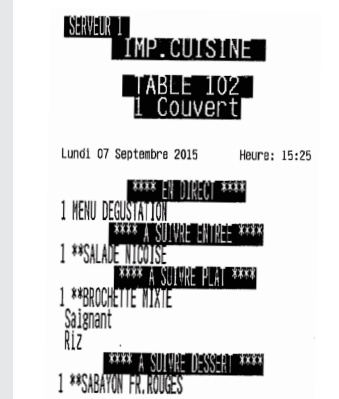 SERVEUR 1
IMP.CUISINE
TABLE 102
1 Couvert
Lundi 07 Septembre 2015 Heure: 15:25
**** EN DIRECT ****
1 MENU DEGUSTATION
**** A SUIVRE ENTREE ****
1 **SALADE NICOISE
**** A SUIVRE PLAT ****
1 **BROCHETTE MIXTE
Saignant
Riz
**** A SUIVRE DESSERT ****
1 **SABAYON FR.ROUGES